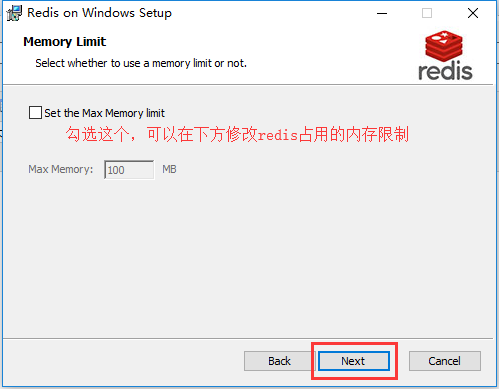 Redis on Windows Setup
Memory Limit
Select whether to use a memory limit or not.
redis
Set the Max Memory limit
勾选这个，可以在下方修改redis占用的内存限制
Max Memory: 100 MB
Back Next Cancel